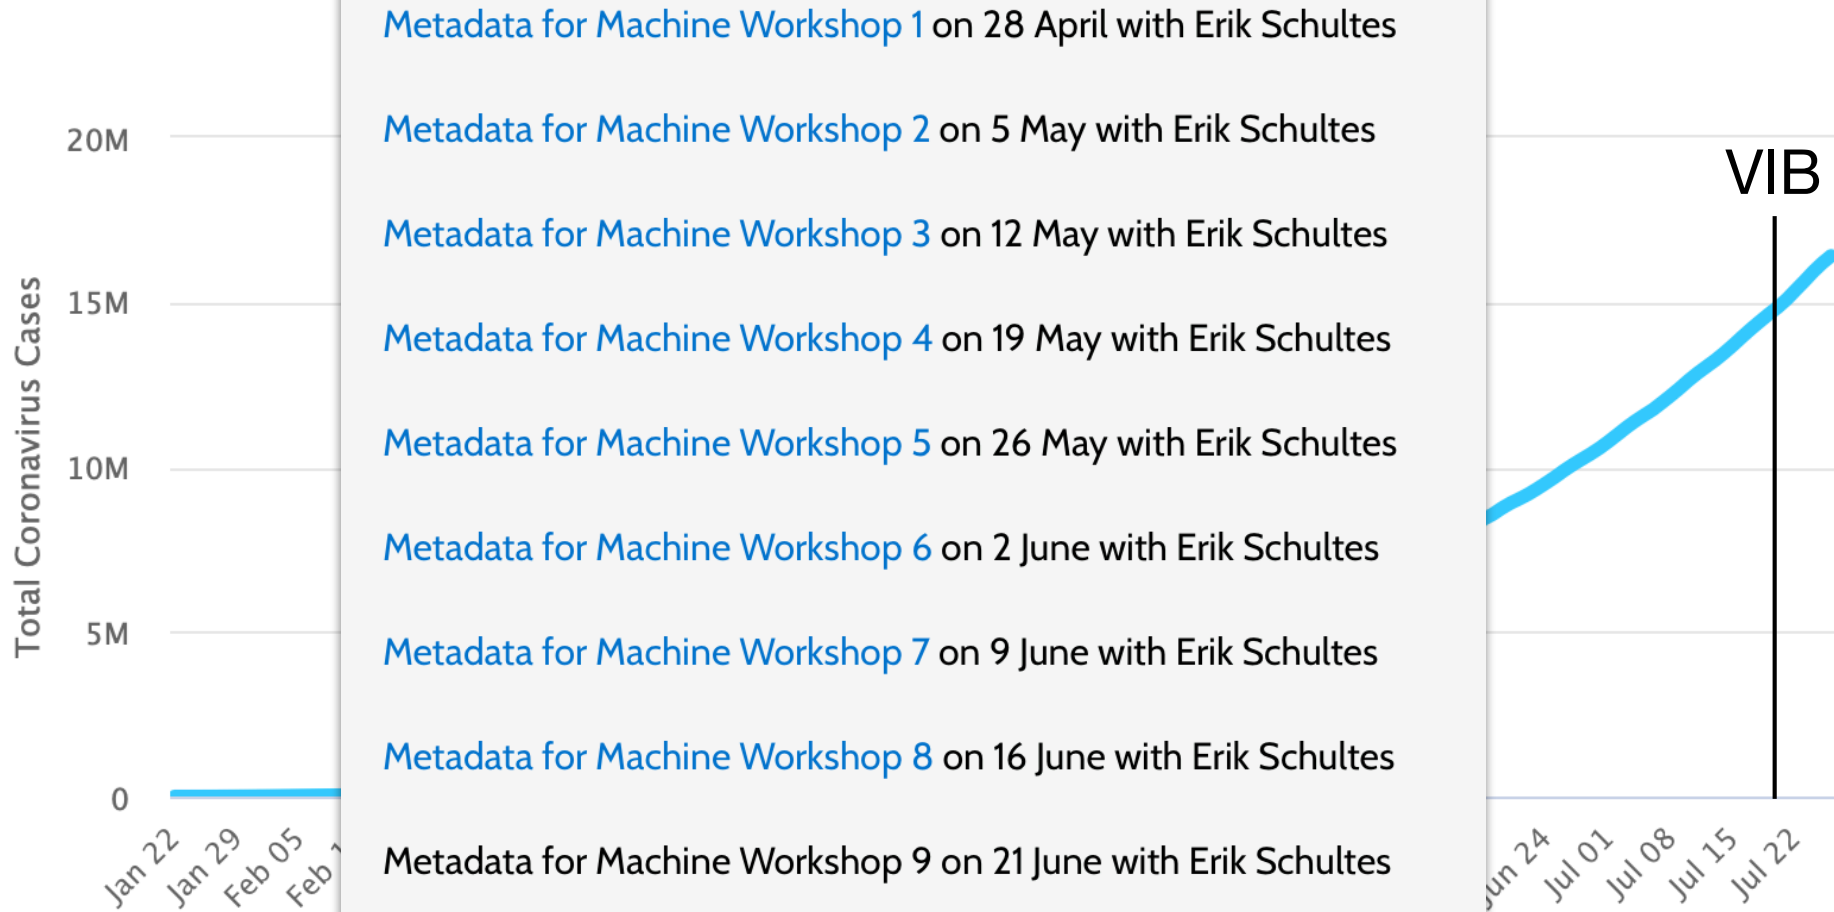 Metadata for Machine Workshop 1 on 28 April with Erik Schultes
Metadata for Machine Workshop 2 on 5 May with Erik Schultes
Metadata for Machine Workshop 3 on 12 May with Erik Schultes
Metadata for Machine Workshop 4 on 19 May with Erik Schultes
Metadata for Machine Workshop 5 on 26 May with Erik Schultes
Metadata for Machine Workshop 6 on 2 June with Erik Schultes
Metadata for Machine Workshop 7 on 9 June with Erik Schultes
Metadata for Machine Workshop 8 on 16 June with Erik Schultes
Metadata for Machine Workshop 9 on 21 June with Erik Schultes
Total Coronavirus Cases
20M
15M
10M
5M
0
VIB
Jan 22
Jan 29
Feb 05
Feb
24
Jul 01
Jul 08
Jul 15
Jul 22